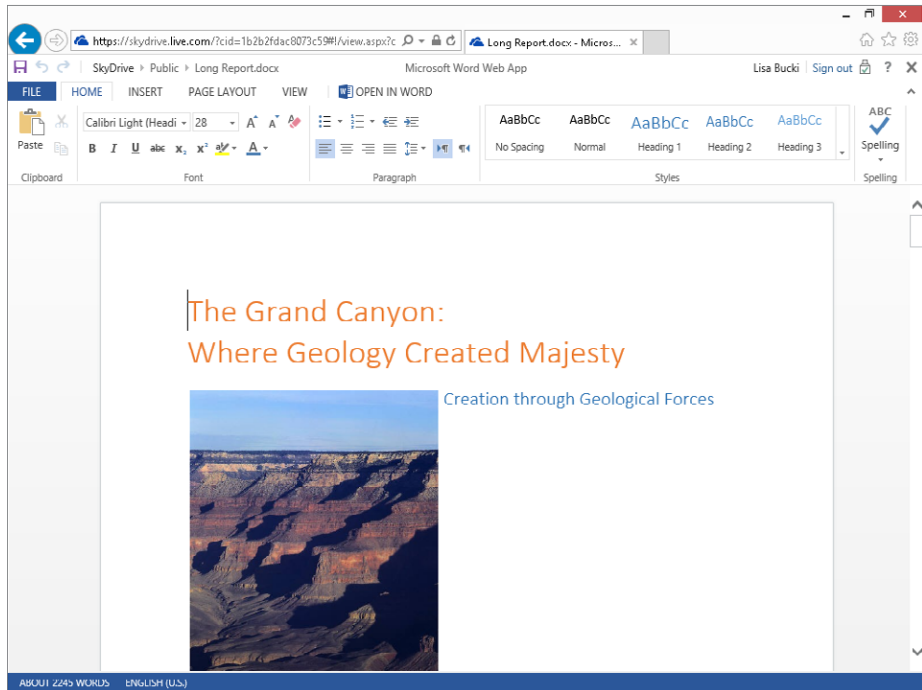 https://skydrive.live.com/?cid=1b2b2fdac8073c59#!/view.aspx?c
Long Report.docx - Micros...
SkyDrive Public Long Report.docx
Microsoft Word Web App
Lisa Bucki Sign out ?
FILE HOME INSERT PAGE LAYOUT VIEW OPEN IN WORD
Paste
Calibri Light (Headi 28
B I U abc x₂ x² ab A
AaBbCc AaBbCc AaBbCc AaBbCc AaBbCc
No Spacing Normal Heading 1 Heading 2 Heading 3
ABC
Spelling
Clipboard Font Paragraph Styles Spelling
The Grand Canyon:
Where Geology Created Majesty
Creation through Geological Forces
ABOUT 2245 WORDS ENGLISH (U.S.)